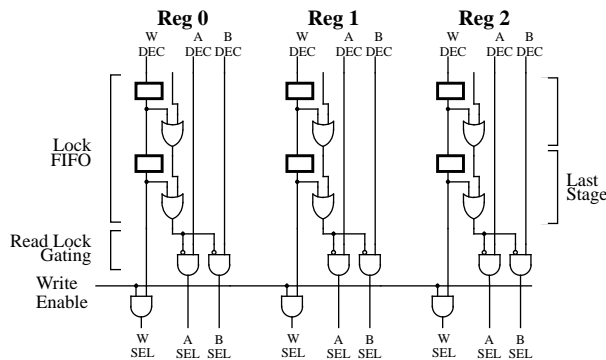 Reg 0 Reg 1 Reg 2
W A B W A B W A B
DEC DEC DEC DEC DEC DEC DEC DEC DEC
Lock
FIFO
Last
Stage
Read Lock
Gating
Write
Enable
W A B W A B W A B
SEL SEL SEL SEL SEL SEL SEL SEL SEL